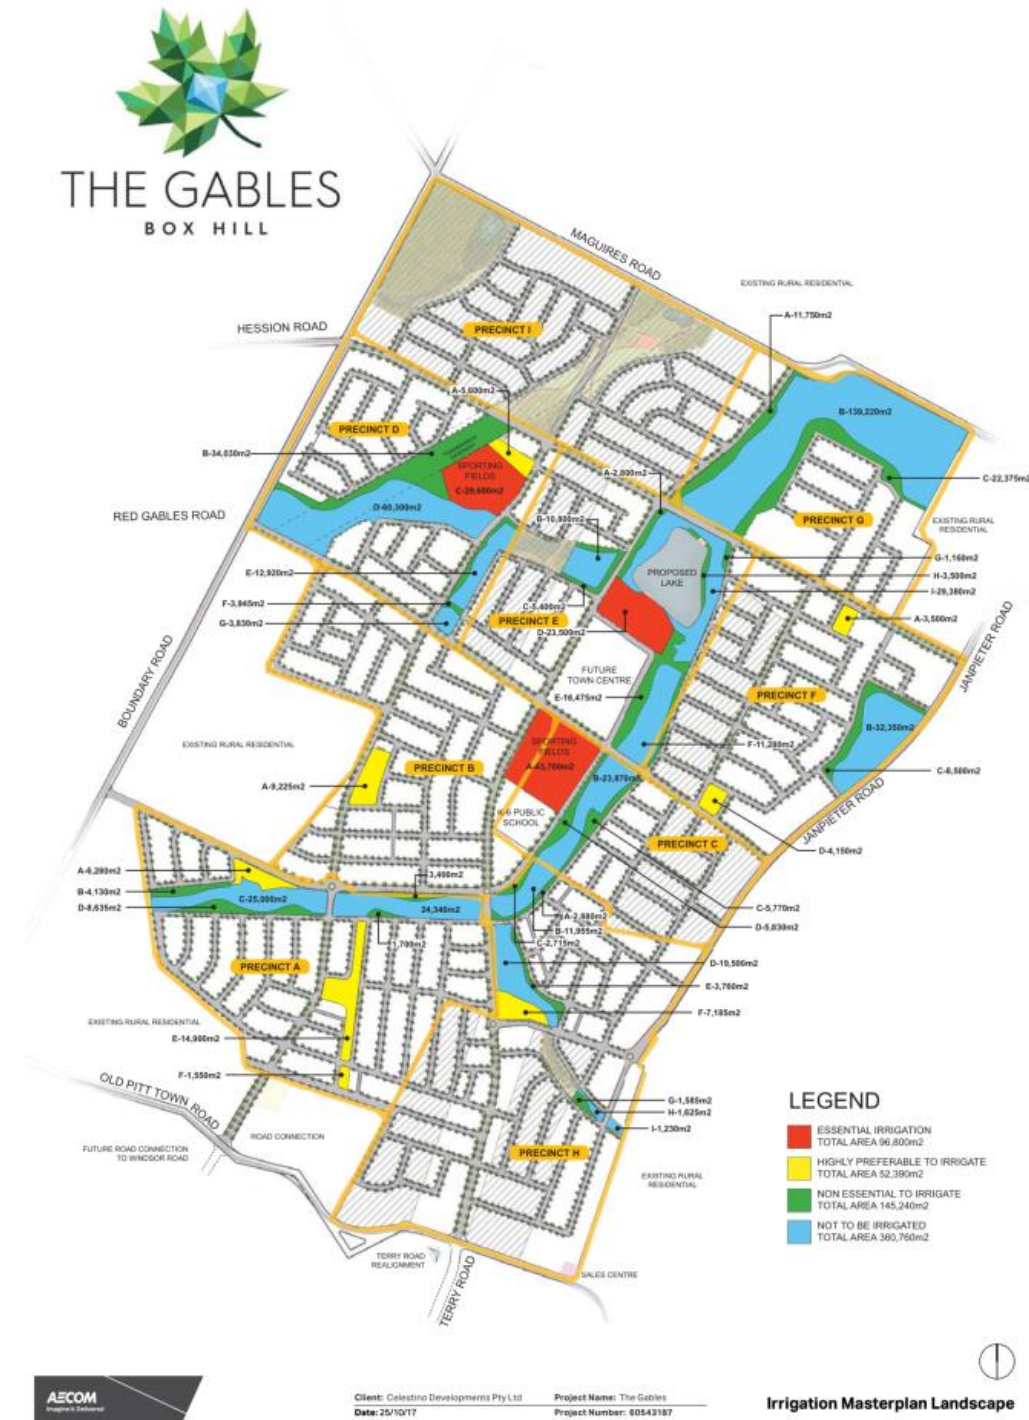 THE GABLES
BOX HILL
MAGUIRES ROAD
EXISTING RURAL RESIDENTIAL
A-11,750m2
HESSION ROAD
PRECINCT I
A-5,600m2
B-139,220m2
PRECINCT D
B-34,030m2
SPORTING
FIELDS
C-29,600m2
A-2,800m2
C-22,375m2
D-60,300m2
RED GABLES ROAD
B-10,800m2
PRECINCT G
EXISTING RURAL
RESIDENTIAL
G-1,160m2
E-12,920m2
PROPOSED
LAKE
H-3,500m2
I-29,380m2
F-3,945m2
C-5,400m2
A-3,500m2
G-3,830m2
PRECINCT E
D-23,500m2
JANPIETER ROAD
FUTURE
TOWN CENTRE
BOUNDARY ROAD
E-16,475m2
PRECINCT F
B-32,350m2
EXISTING RURAL RESIDENTIAL
SPORTING
FIELDS
F-11,280m2
PRECINCT B
A-43,700m2
C-6,500m2
B-23,870m2
A-9,225m2
JANPIETER ROAD
K-6 PUBLIC
SCHOOL
PRECINCT C
D-4,150m2
A-6,280m2
3,400m2
B-4,130m2
C-25,000m2
D-8,635m2
24,340m2
C-5,770m2
A-2,980m2
D-5,830m2
B-11,955m2
1,700m2
C-2,715m2
PRECINCT A
D-19,500m2
E-3,760m2
F-7,185m2
EXISTING RURAL RESIDENTIAL
E-14,900m2
F-1,550m2
OLD PITT TOWN ROAD
G-1,585m2
H-1,625m2
I-1,230m2
ROAD CONNECTION
FUTURE ROAD CONNECTION
TO WINDSOR ROAD
PRECINCT H
EXISTING RURAL
RESIDENTIAL
TERRY ROAD
REALIGNMENT
SALES CENTRE
TERRY ROAD
LEGEND
ESSENTIAL IRRIGATION
TOTAL AREA 96,800m2
HIGHLY PREFERABLE TO IRRIGATE
TOTAL AREA 52,390m2
NON ESSENTIAL TO IRRIGATE
TOTAL AREA 145,240m2
NOT TO BE IRRIGATED
TOTAL AREA 360,760m2
AECOM
Imagine it. Delivered.
Client: Celestino Developments Pty Ltd
Project Name: The Gables
Date: 25/10/17
Project Number: 60543187
Irrigation Masterplan Landscape